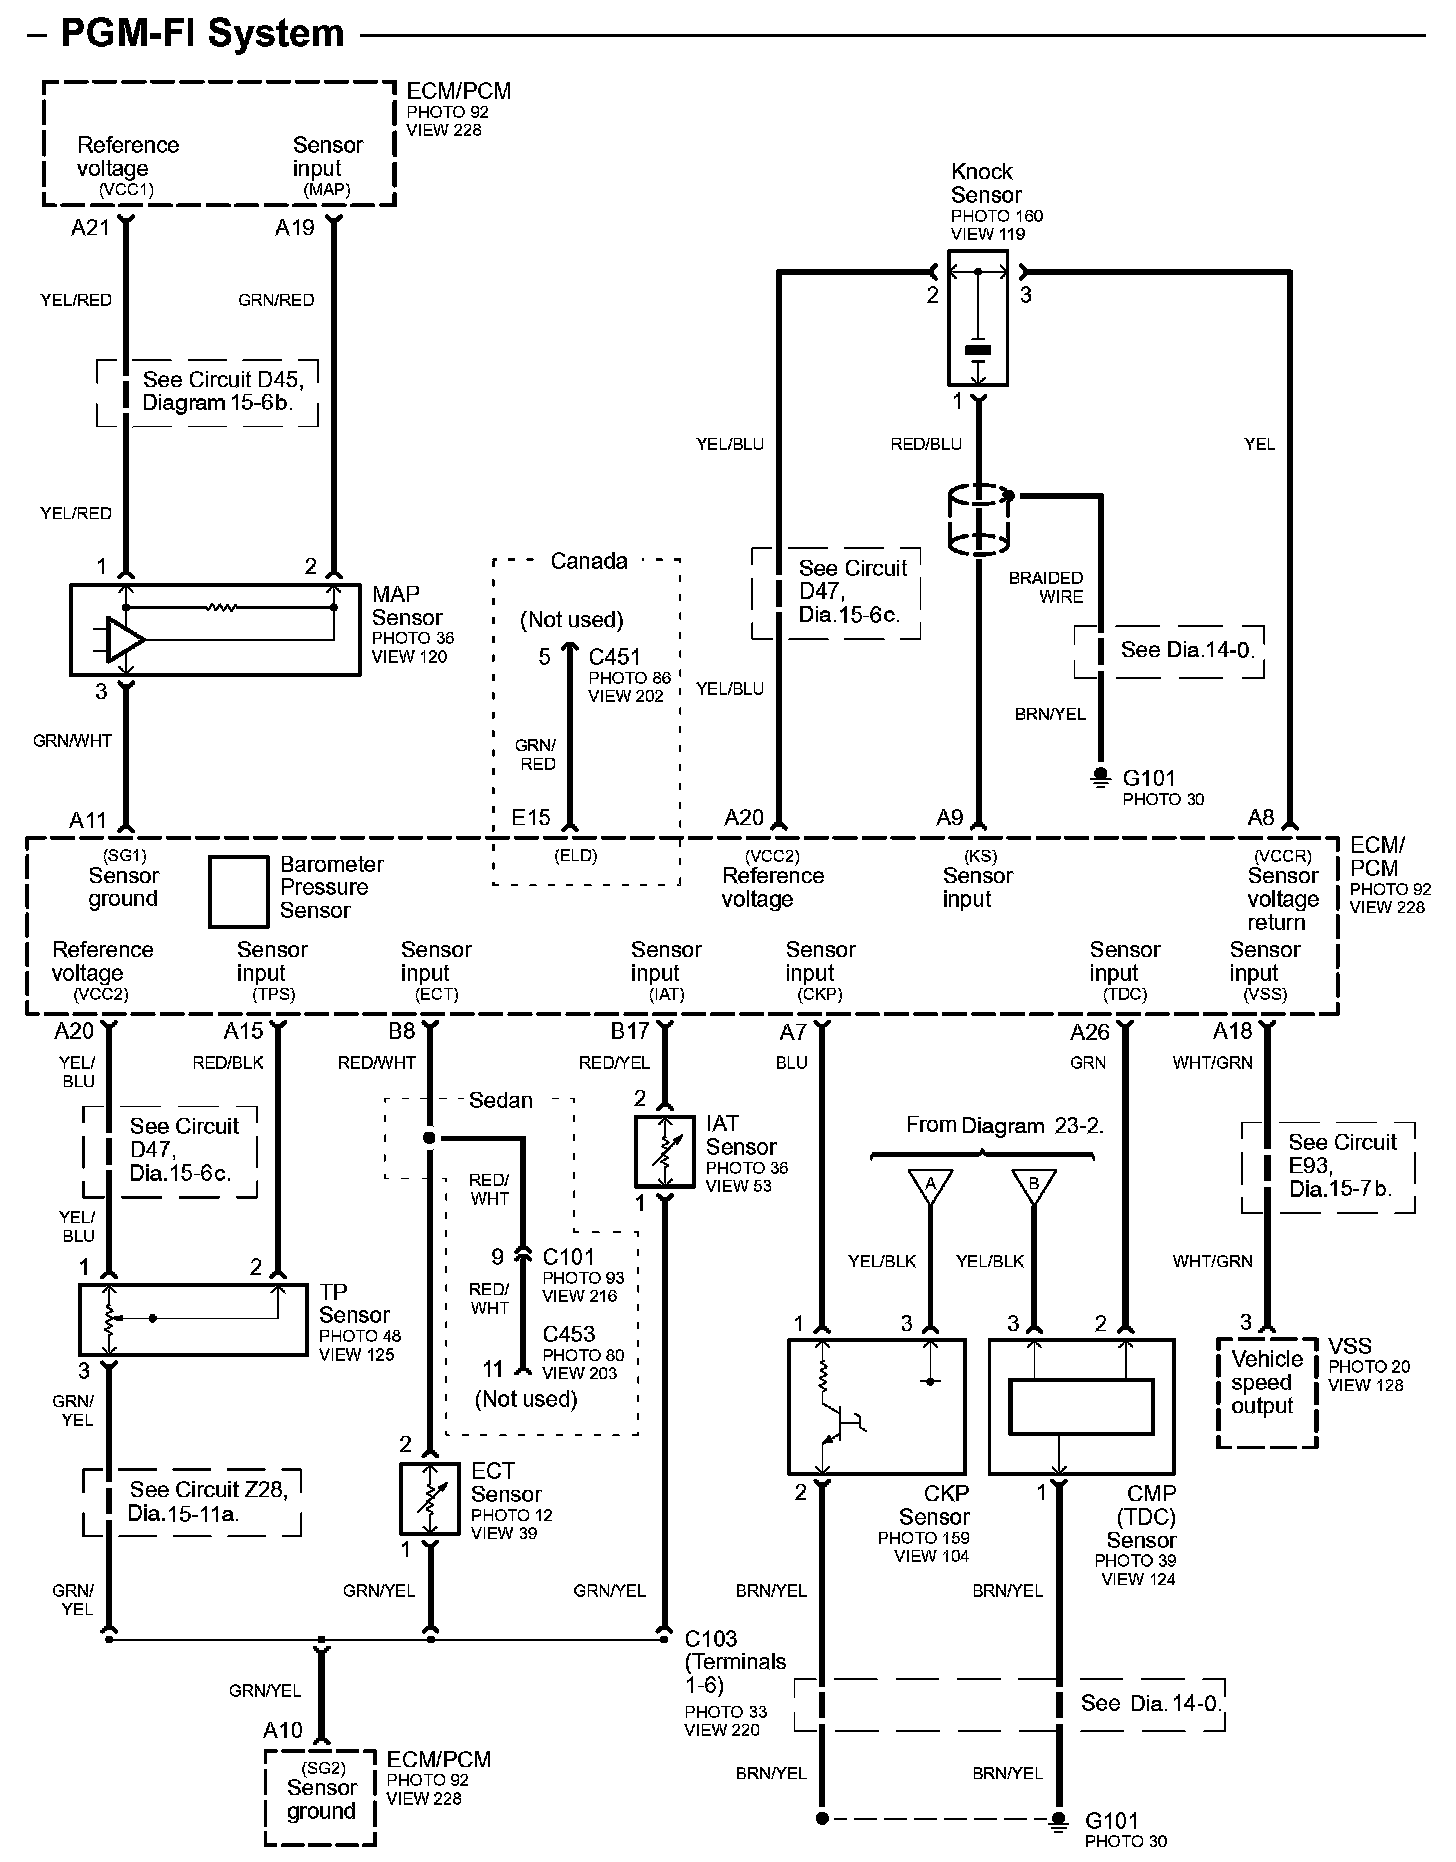 PGM-FI System
ECM/PCM
PHOTO 92
VIEW 228
Reference
voltage
(VCC1)
Sensor
input
(MAP)
A21
A19
YEL/RED
GRN/RED
See Circuit D45,
Diagram 15-6b.
YEL/RED
1
2
MAP
Sensor
PHOTO 36
VIEW 120
3
GRN/WHT
A11
Canada
(Not used)
5
C451
PHOTO 86
VIEW 202
GRN/
RED
E15
Knock
Sensor
PHOTO 160
VIEW 119
2
3
1
YEL/BLU
RED/BLU
YEL
See Circuit
D47,
Dia.15-6c.
BRAIDED
WIRE
See Dia.14-0.
YEL/BLU
BRN/YEL
G101
PHOTO 30
A20
A9
A8
ECM/
PCM
PHOTO 92
VIEW 228
(SG1)
Sensor
ground
Barometer
Pressure
Sensor
(ELD)
(VCC2)
Reference
voltage
(KS)
Sensor
input
(VCCR)
Sensor
voltage
return
Reference
voltage
(VCC2)
Sensor
input
(TPS)
Sensor
input
(ECT)
Sensor
input
(IAT)
Sensor
input
(CKP)
Sensor
input
(TDC)
Sensor
input
(VSS)
A20
A15
B8
B17
A7
A26
A18
YEL/
BLU
RED/BLK
RED/WHT
RED/YEL
BLU
GRN
WHT/GRN
See Circuit
D47,
Dia.15-6c.
YEL/
BLU
1
2
TP
Sensor
PHOTO 48
VIEW 125
3
GRN/
YEL
See Circuit Z28,
Dia.15-11a.
GRN/
YEL
Sedan
RED/
WHT
9
C101
PHOTO 93
VIEW 216
RED/
WHT
C453
PHOTO 80
VIEW 203
11
(Not used)
2
ECT
Sensor
PHOTO 12
VIEW 39
1
GRN/YEL
2
IAT
Sensor
PHOTO 36
VIEW 53
1
GRN/YEL
C103
(Terminals
1-6)
PHOTO 33
VIEW 220
GRN/YEL
A10
(SG2)
Sensor
ground
ECM/PCM
PHOTO 92
VIEW 228
From Diagram 23-2.
A
B
YEL/BLK
YEL/BLK
1
3
3
2
CKP
Sensor
PHOTO 159
VIEW 104
2
1
CMP
(TDC)
Sensor
PHOTO 39
VIEW 124
BRN/YEL
BRN/YEL
See Dia. 14-0.
BRN/YEL
BRN/YEL
G101
PHOTO 30
See Circuit
E93,
Dia.15-7b.
WHT/GRN
3
Vehicle
speed
output
VSS
PHOTO 20
VIEW 128